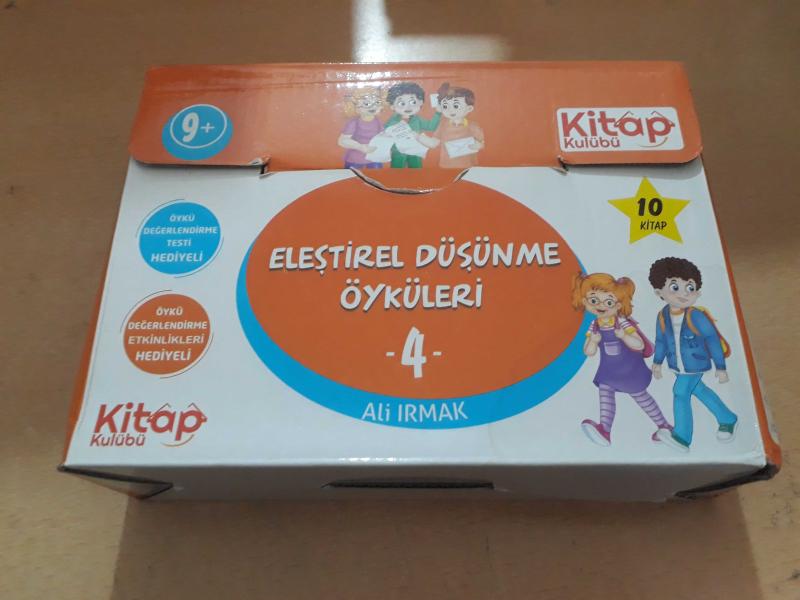 9+
Kitap
Kulübü
10
KİTAP
ÖYKÜ
DEĞERLENDİRME
TESTİ
HEDİYELİ
ELEŞTİREL DÜŞÜNME
ÖYKÜLERİ
-4-
ALİ IRMAK
ÖYKÜ
DEĞERLENDİRME
ETKİNLİKLERİ
HEDİYELİ
Kitap
Kulübü